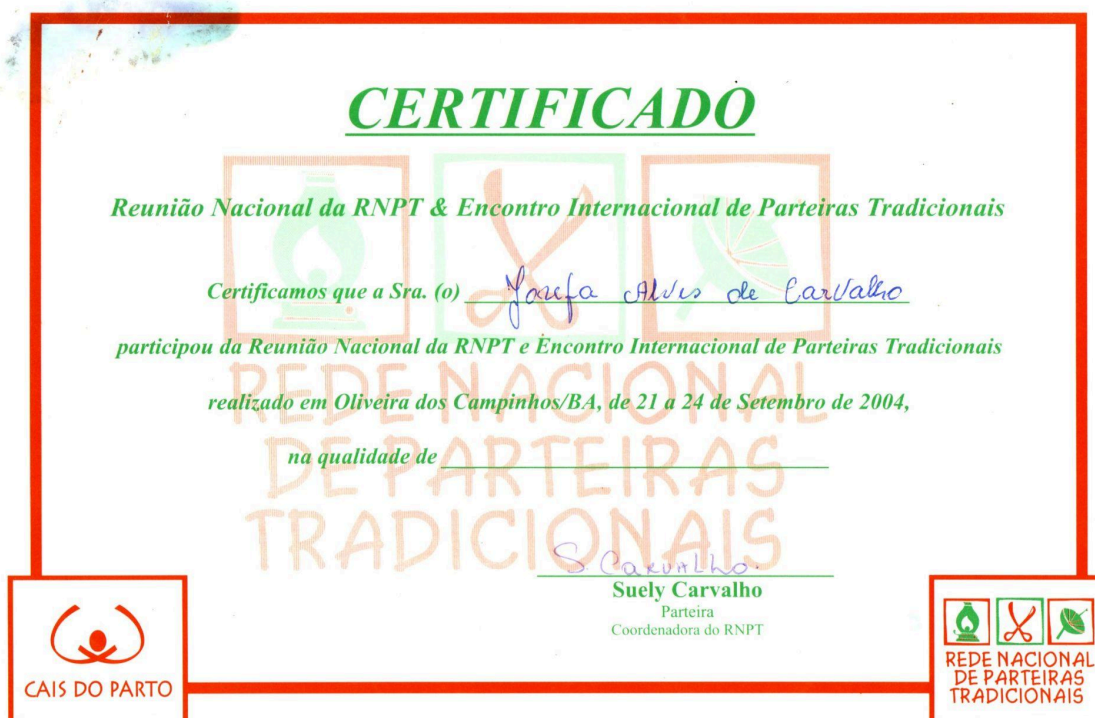 CERTIFICADO
Reunião Nacional da RNPT & Encontro Internacional de Parteiras Tradicionais
Certificamos que a Sra. (o) Josefa Alves de Carvalho
participou da Reunião Nacional da RNPT e Encontro Internacional de Parteiras Tradicionais
REDE NACIONAL
realizado em Oliveira dos Campinhos/BA, de 21 a 24 de Setembro de 2004,
na qualidade de
DE PARTEIRAS
TRADICIONAIS
S. Carvalho.
Suely Carvalho
Parteira
Coordenadora do RNPT
CAIS DO PARTO
REDE NACIONAL
DE PARTEIRAS
TRADICIONAIS